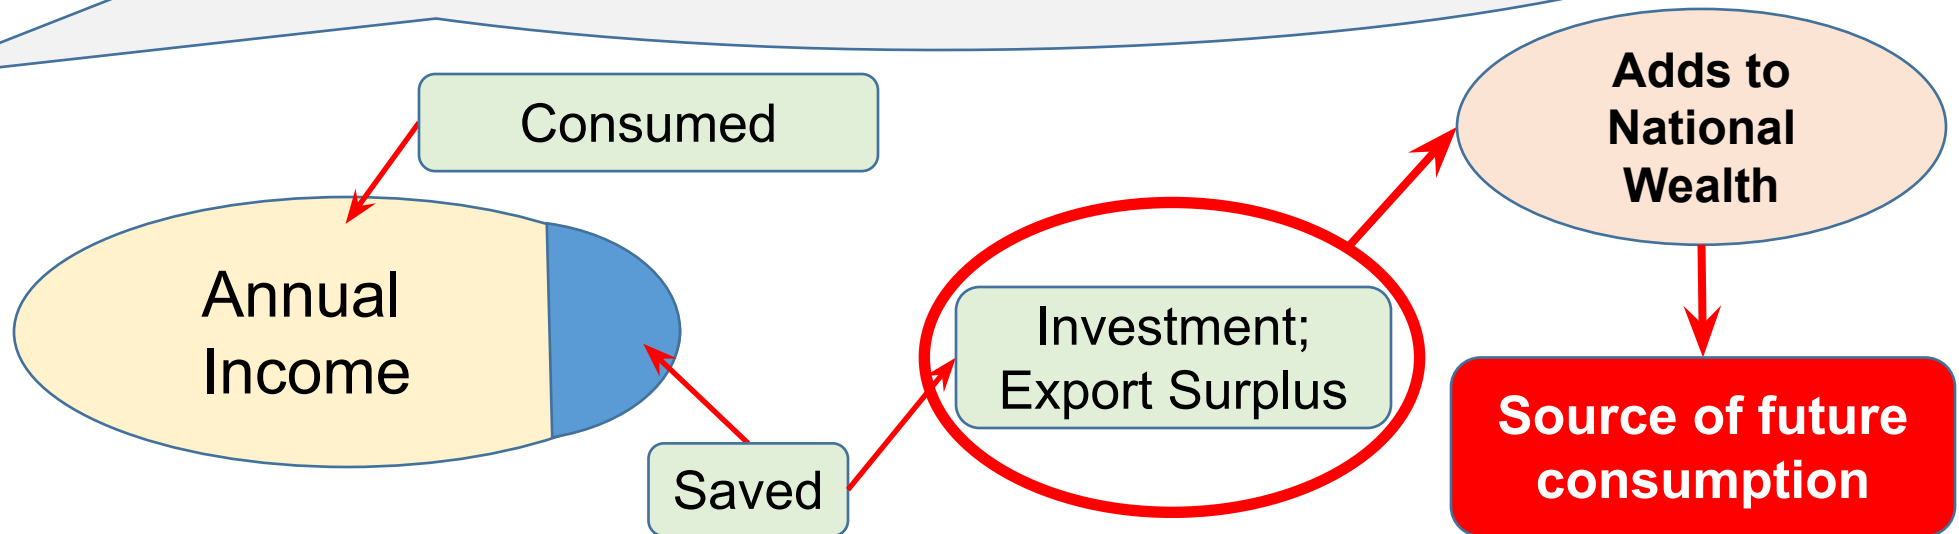 Consumed
Annual
Income
Saved
Investment;
Export Surplus
Adds to
National
Wealth
Source of future
consumption